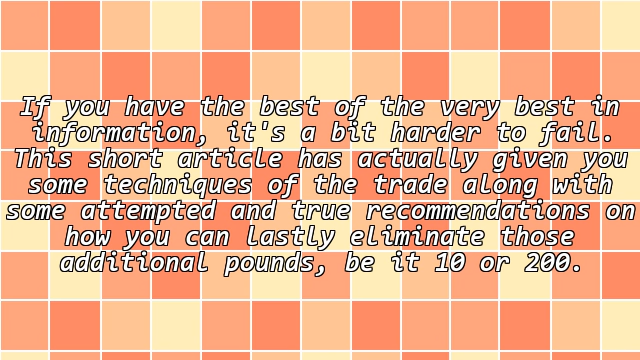 If you have the best of the very best in
information, it's a bit harder to fail.
This short article has actually given you
some techniques of the trade along with
some attempted and true recommendations on
how you can lastly eliminate those
additional pounds, be it 10 or 200.